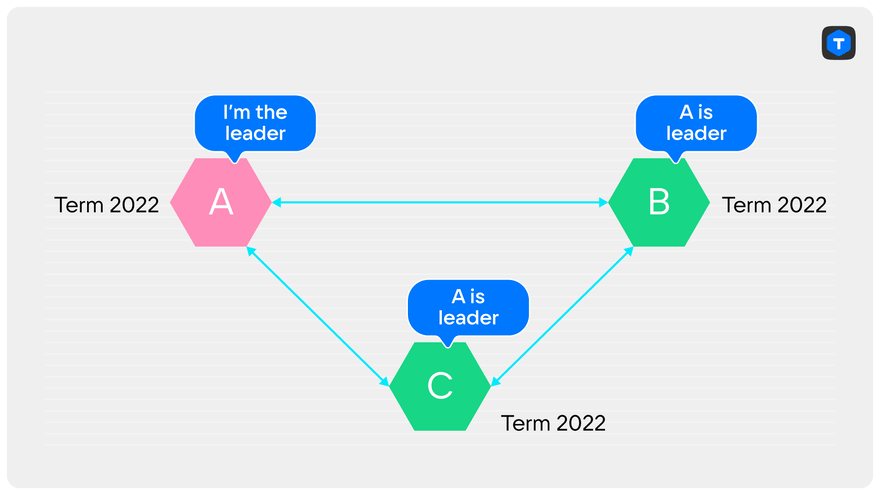 T
I'm the
leader
A is
leader
Term 2022
A
B
Term 2022
A is
leader
C
Term 2022